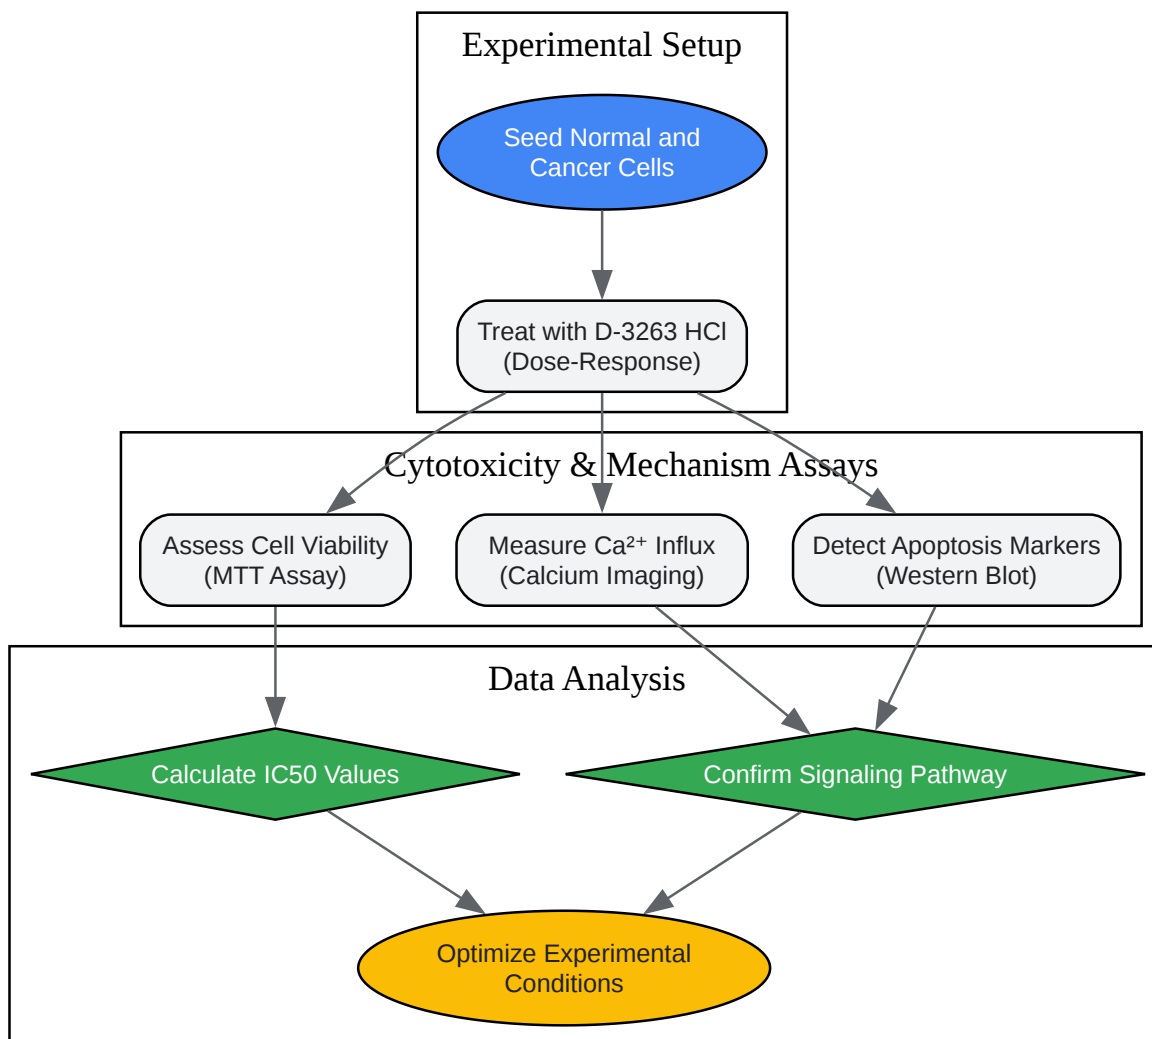 Experimental Setup
Seed Normal and
Cancer Cells
Treat with D-3263 HCl
(Dose-Response)
Cytotoxicity & Mechanism Assays
Assess Cell Viability
(MTT Assay)
Measure Ca²⁺ Influx
(Calcium Imaging)
Detect Apoptosis Markers
(Western Blot)
Data Analysis
Calculate IC50 Values
Confirm Signaling Pathway
Optimize Experimental
Conditions